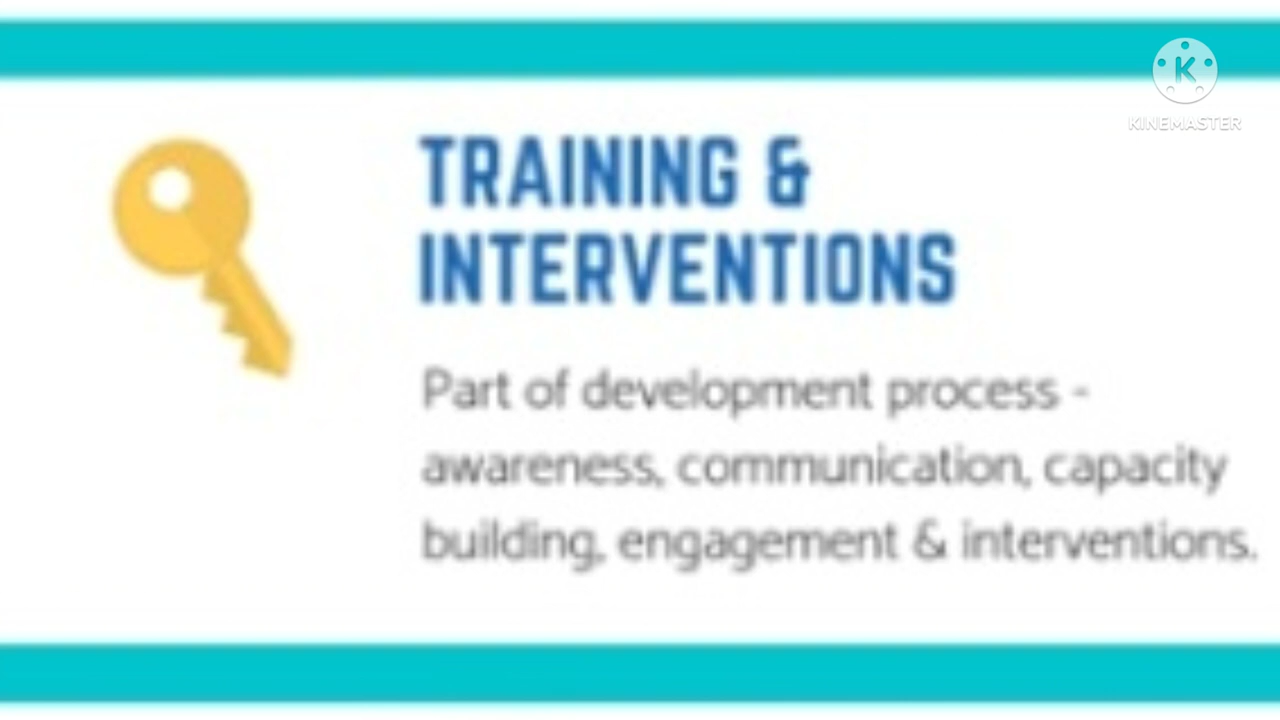 K
KINEMASTER
TRAINING &
INTERVENTIONS
Part of development process -
awareness, communication, capacity
building, engagement & interventions.